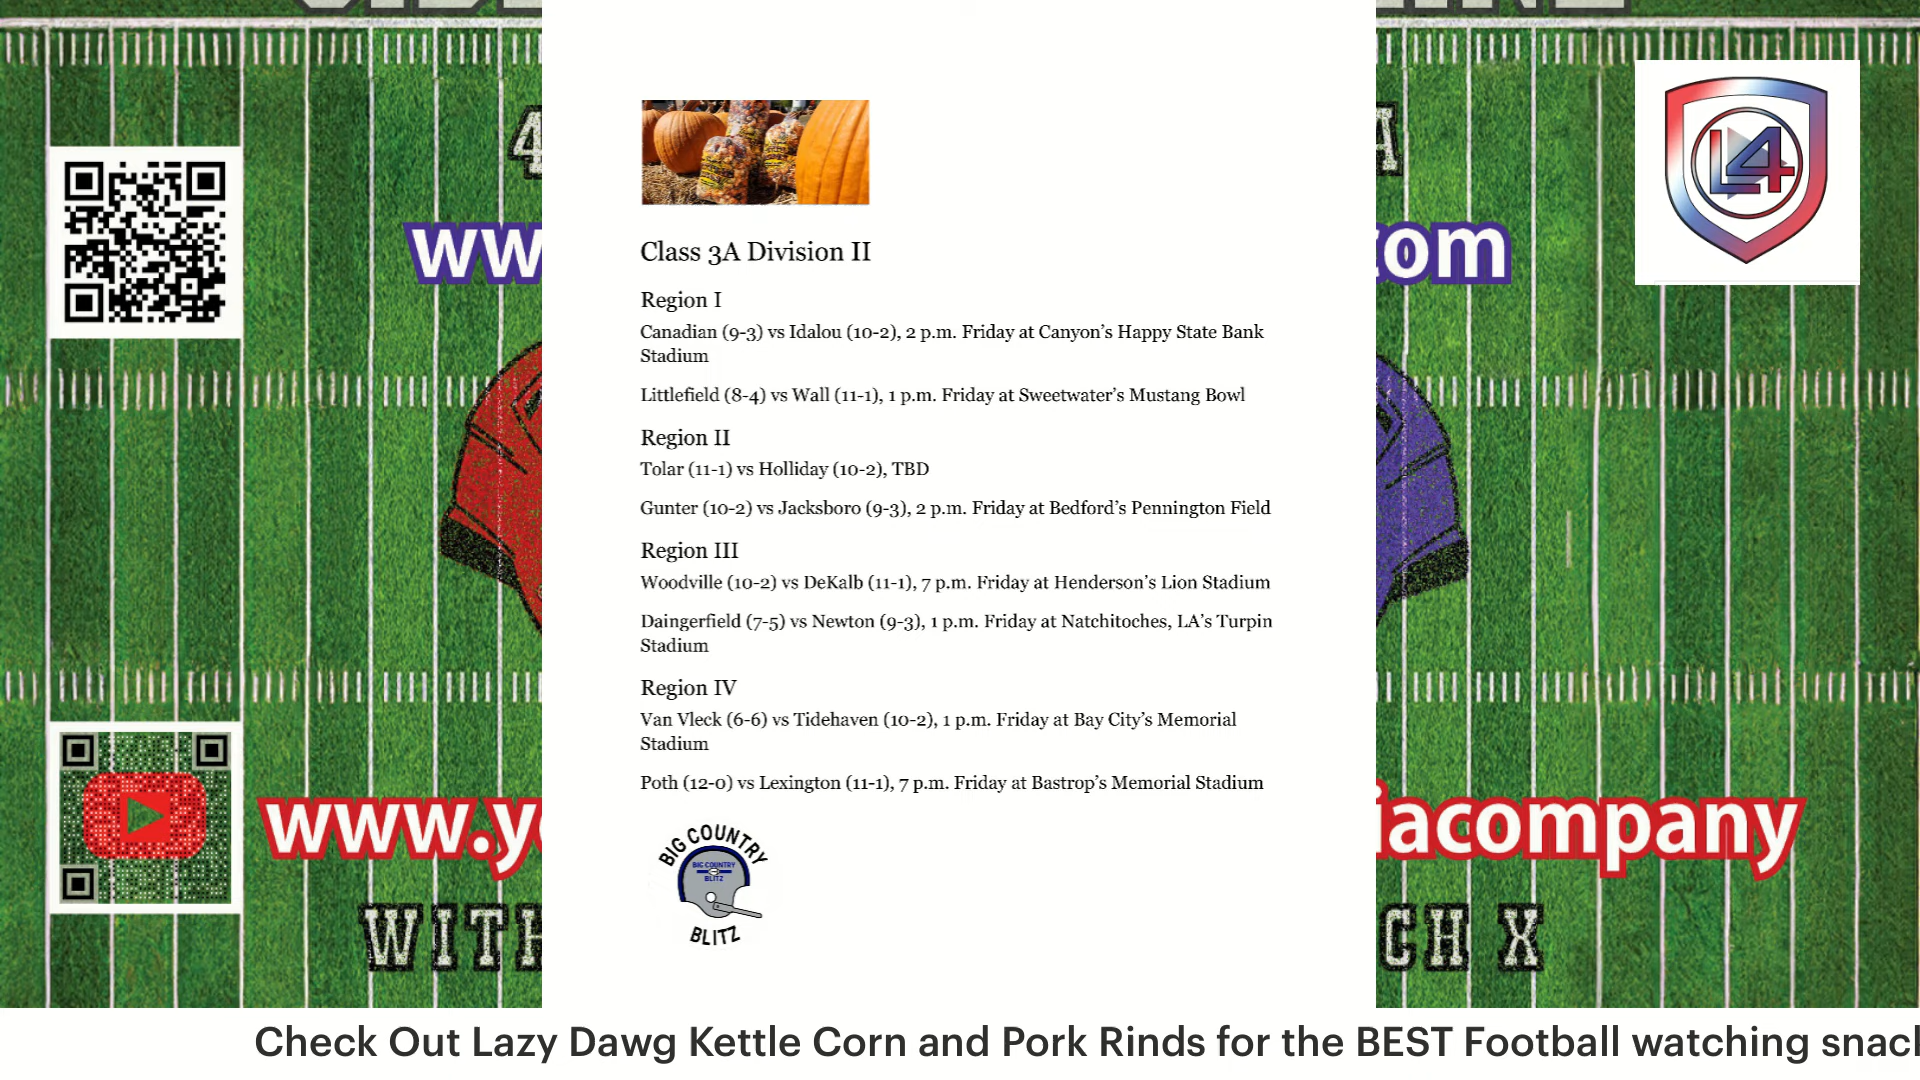 L4
Class 3A Division II
Region I
Canadian (9-3) vs Idalou (10-2), 2 p.m. Friday at Canyon’s Happy State Bank
Stadium
Littlefield (8-4) vs Wall (11-1), 1 p.m. Friday at Sweetwater’s Mustang Bowl
Region II
Tolar (11-1) vs Holliday (10-2), TBD
Gunter (10-2) vs Jacksboro (9-3), 2 p.m. Friday at Bedford’s Pennington Field
Region III
Woodville (10-2) vs DeKalb (11-1), 7 p.m. Friday at Henderson’s Lion Stadium
Daingerfield (7-5) vs Newton (9-3), 1 p.m. Friday at Natchitoches, LA’s Turpin
Stadium
Region IV
Van Vleck (6-6) vs Tidehaven (10-2), 1 p.m. Friday at Bay City’s Memorial
Stadium
Poth (12-0) vs Lexington (11-1), 7 p.m. Friday at Bastrop’s Memorial Stadium
BIG COUNTRY
BIG COUNTRY
BLITZ
BLITZ
WITH
CH X
Check Out Lazy Dawg Kettle Corn and Pork Rinds for the BEST Football watching